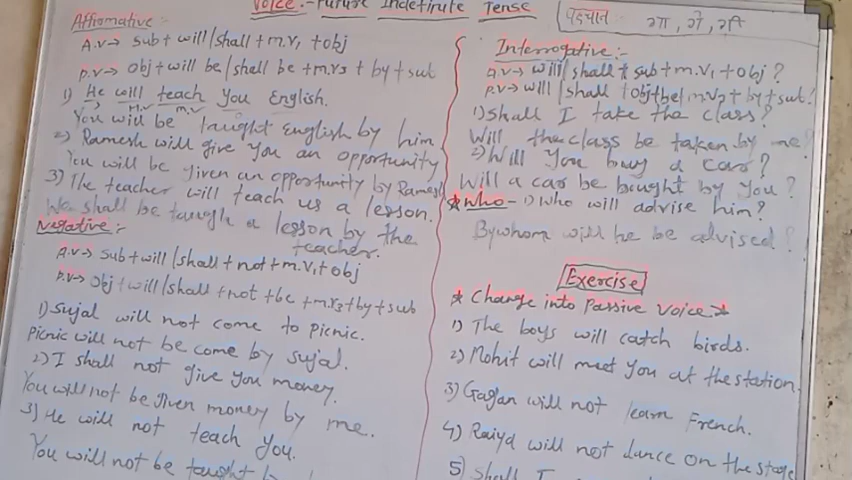 Voice :- Future Indefinite Tense
पहचान :- गा, गे, गी
Affirmative :-
A.V→ sub + will/shall + m.v1 + obj
P.V→ obj + will be/shall be + m.v3 + by + sub
1) He will teach you English.
H.V M.V
You will be taught English by him
2) Ramesh will give you an opportunity
You will be given an opportunity by Ramesh
3) The teacher will teach us a lesson.
We shall be taught a lesson by the
teacher.
Negative :-
A.V→ sub + will/shall + not + m.v1 + obj
P.V→ obj + will/shall + not + be + m.v3 + by + sub
1) Sujal will not come to picnic.
Picnic will not be come by sujal.
2) I shall not give you money.
You will not be given money by me.
3) He will not teach you.
You will not be taught
Interrogative :-
A.V→ will/shall + sub + m.v1 + obj ?
P.V→ will/shall + obj + be + m.v3 + by + sub ?
1) Shall I take the class?
Will the class be taken by me?
2) Will you buy a car?
Will a car be bought by you?
*Who - 1) Who will advise him?
By whom will he be advised?
Exercise
* Change into Passive Voice *
1) The boys will catch birds.
2) Mohit will meet you at the station.
3) Gagan will not learn French.
4) Raiya will not dance on the stage
5) Shall I